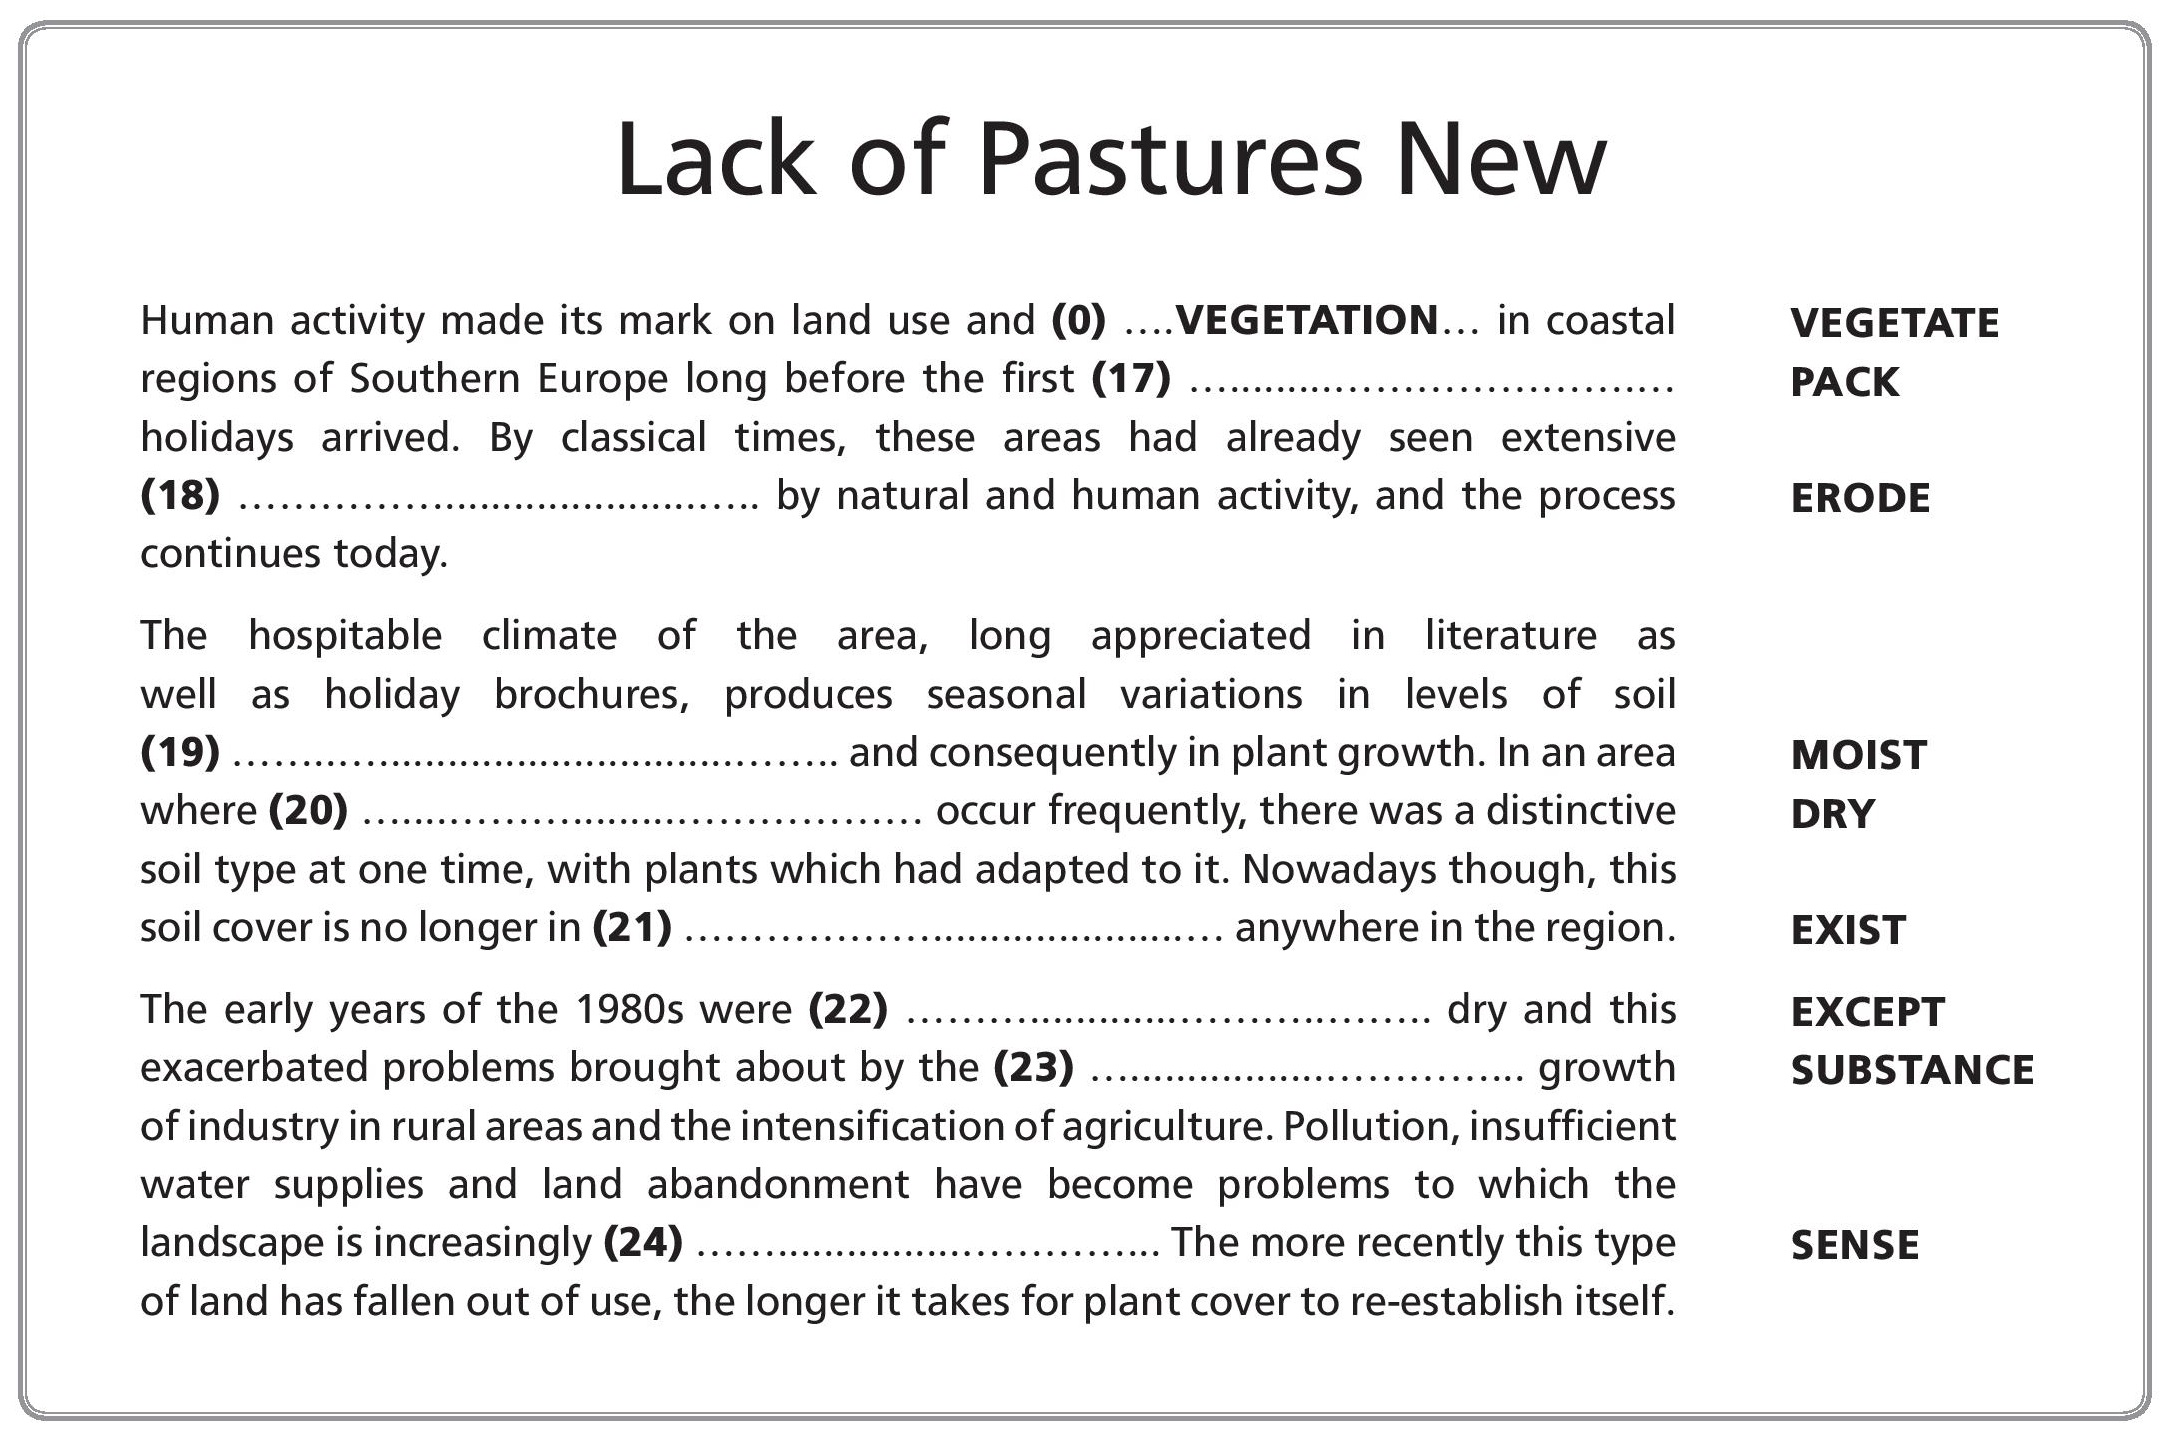 Lack of Pastures New
Human activity made its mark on land use and (0) ....VEGETATION... in coastal VEGETATE
regions of Southern Europe long before the first (17) ........................................ PACK
holidays arrived. By classical times, these areas had already seen extensive
(18) ........................................ by natural and human activity, and the process ERODE
continues today.
The hospitable climate of the area, long appreciated in literature as
well as holiday brochures, produces seasonal variations in levels of soil
(19) ........................................ and consequently in plant growth. In an area MOIST
where (20) ........................................ occur frequently, there was a distinctive DRY
soil type at one time, with plants which had adapted to it. Nowadays though, this
soil cover is no longer in (21) ........................................ anywhere in the region. EXIST
The early years of the 1980s were (22) ........................................ dry and this EXCEPT
exacerbated problems brought about by the (23) ........................................ growth SUBSTANCE
of industry in rural areas and the intensification of agriculture. Pollution, insufficient
water supplies and land abandonment have become problems to which the
landscape is increasingly (24) ........................................ The more recently this type SENSE
of land has fallen out of use, the longer it takes for plant cover to re-establish itself.